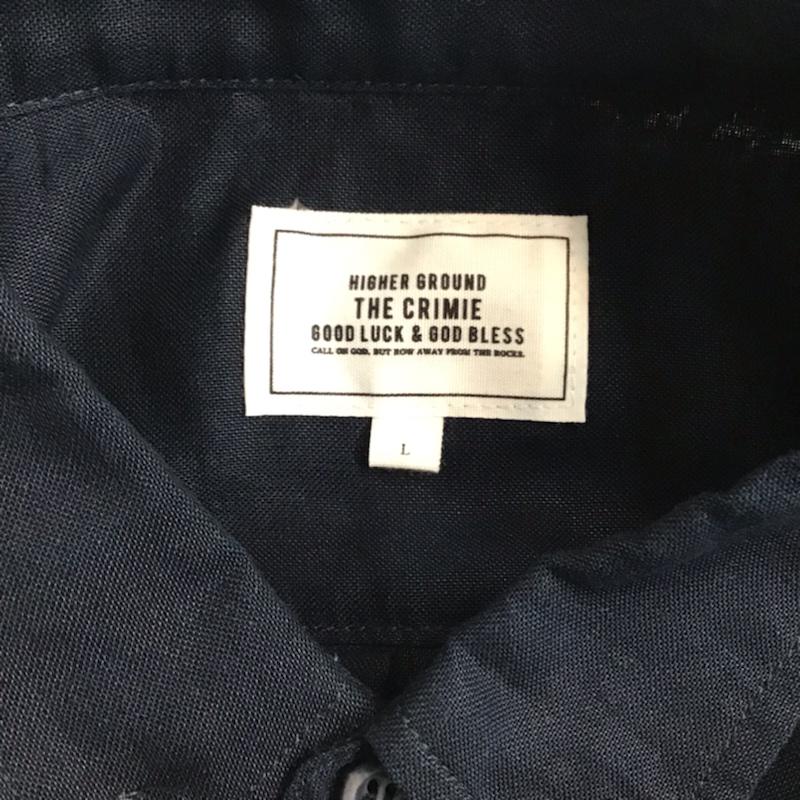 HIGHER GROUND
THE CRIMIE
GOOD LUCK & GOD BLESS
CALL ON GOD, BUT ROW AWAY FROM THE ROCKS.
L